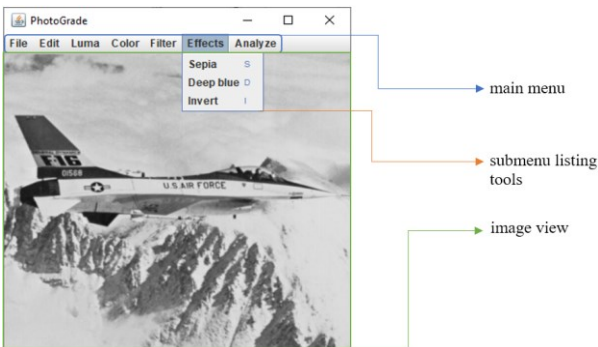 PhotoGrade
File Edit Luma Color Filter Effects Analyze
Sepia S
Deep blue D
Invert I
main menu
submenu listing
tools
image view
F-16
01568
U.S. AIR FORCE